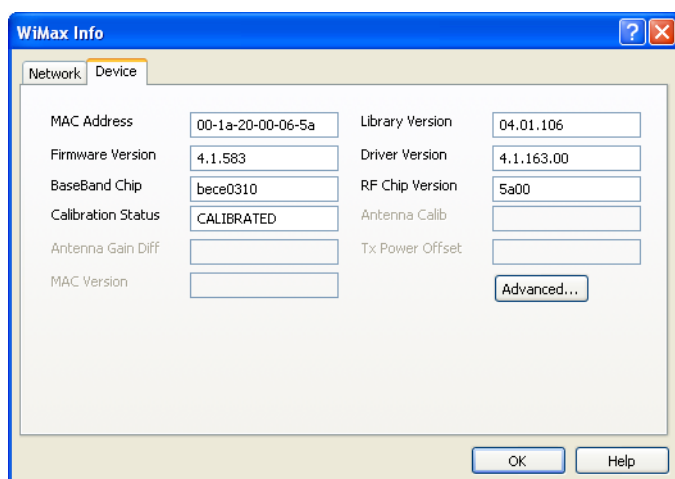 WiMax Info
Network Device
MAC Address 00-1a-20-00-06-5a Library Version 04.01.106
Firmware Version 4.1.583 Driver Version 4.1.163.00
BaseBand Chip bece0310 RF Chip Version 5a00
Calibration Status CALIBRATED Antenna Calib
Antenna Gain Diff Tx Power Offset
MAC Version Advanced...
OK Help